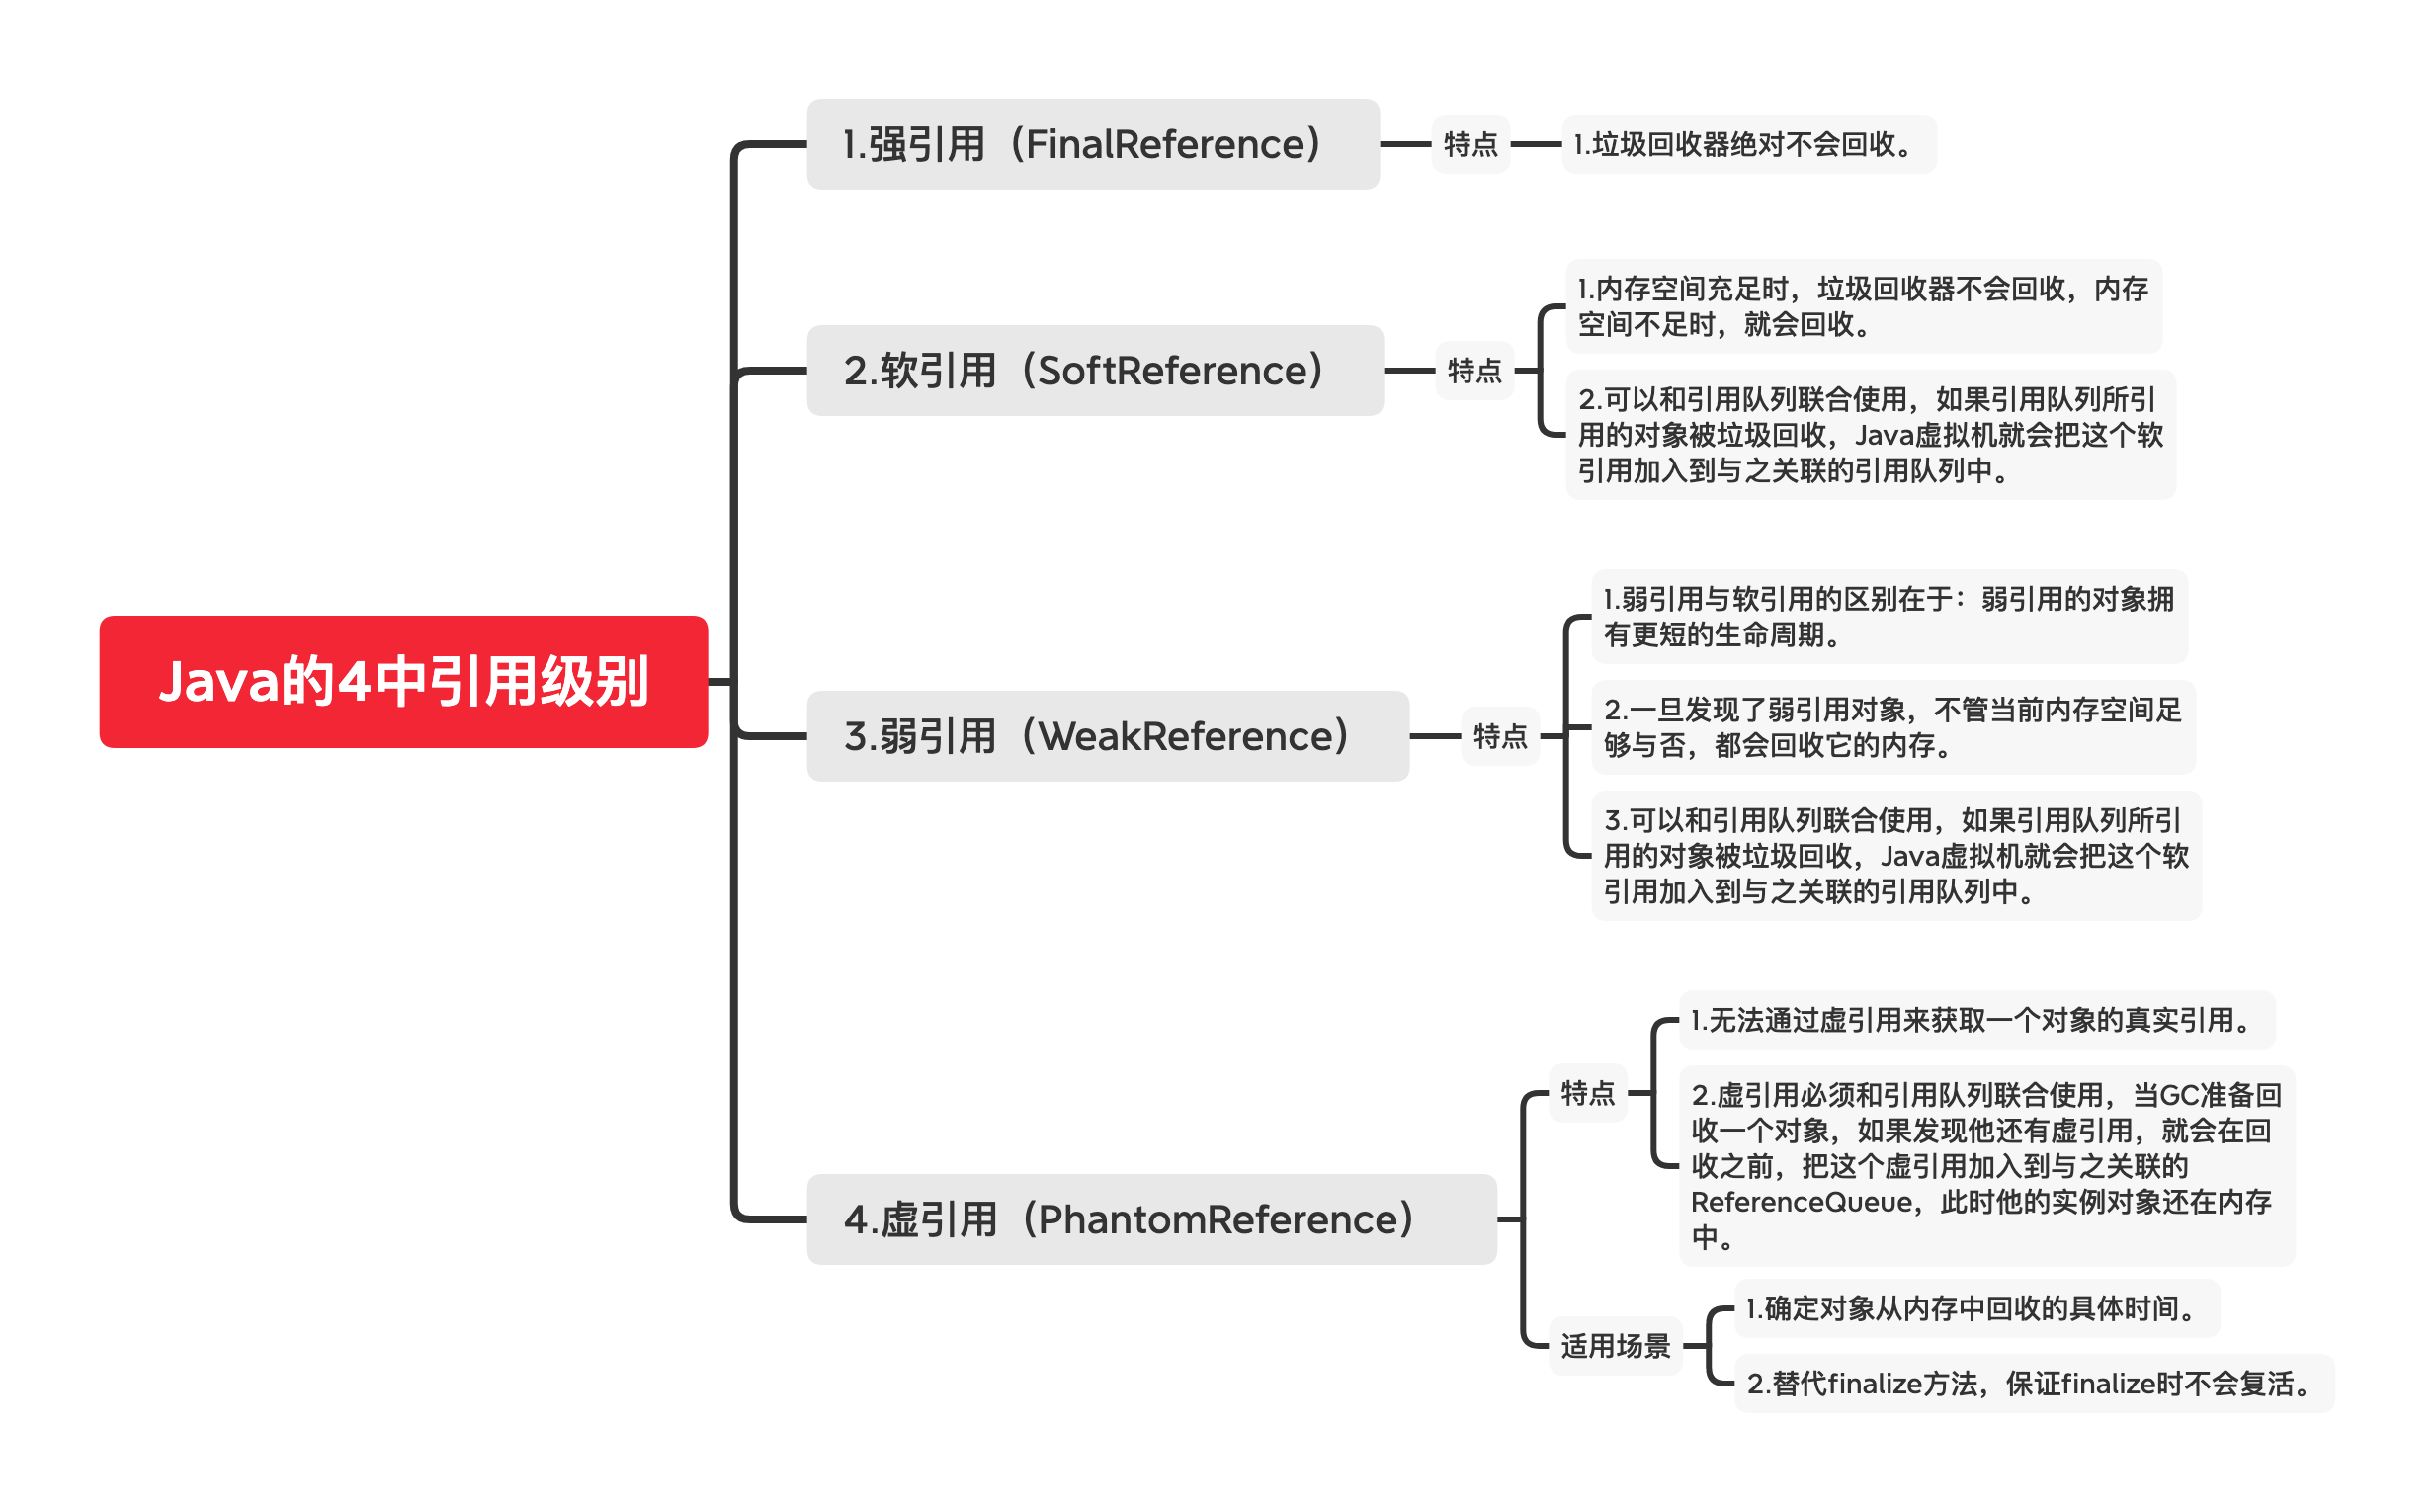 Java的4中引用级别
1.强引用（FinalReference）
特点
1.垃圾回收器绝对不会回收。
2.软引用（SoftReference）
特点
1.内存空间充足时，垃圾回收器不会回收，内存
空间不足时，就会回收。
2.可以和引用队列联合使用，如果引用队列所引
用的对象被垃圾回收，Java虚拟机就会把这个软
引用加入到与之关联的引用队列中。
3.弱引用（WeakReference）
特点
1.弱引用与软引用的区别在于：弱引用的对象拥
有更短的生命周期。
2.一旦发现了弱引用对象，不管当前内存空间足
够与否，都会回收它的内存。
3.可以和引用队列联合使用，如果引用队列所引
用的对象被垃圾回收，Java虚拟机就会把这个软
引用加入到与之关联的引用队列中。
4.虚引用（PhantomReference）
特点
1.无法通过虚引用来获取一个对象的真实引用。
2.虚引用必须和引用队列联合使用，当GC准备回
收一个对象，如果发现他还有虚引用，就会在回
收之前，把这个虚引用加入到与之关联的
ReferenceQueue，此时他的实例对象还在内存
中。
适用场景
1.确定对象从内存中回收的具体时间。
2.替代finalize方法，保证finalize时不会复活。